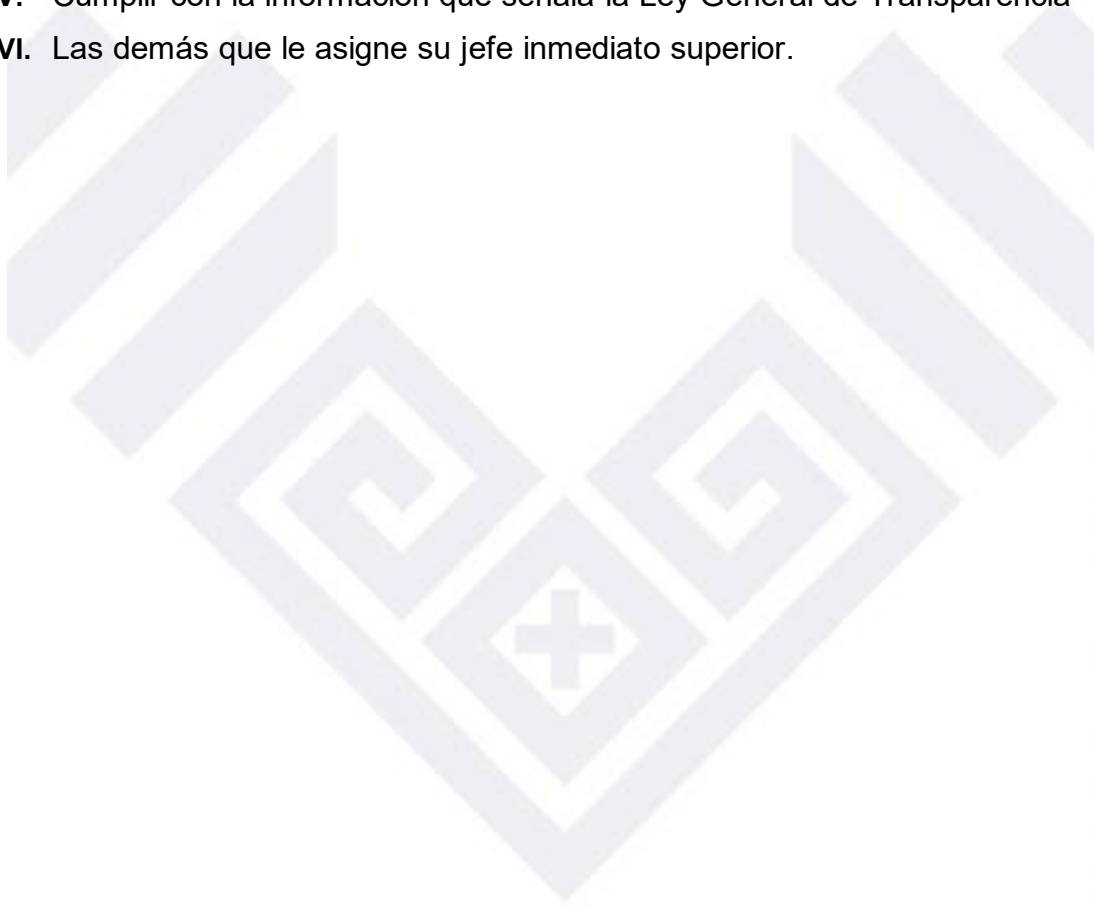 V. Cumplir con la información que señala la Ley General de Transparencia
VI. Las demás que le asigne su jefe inmediato superior.